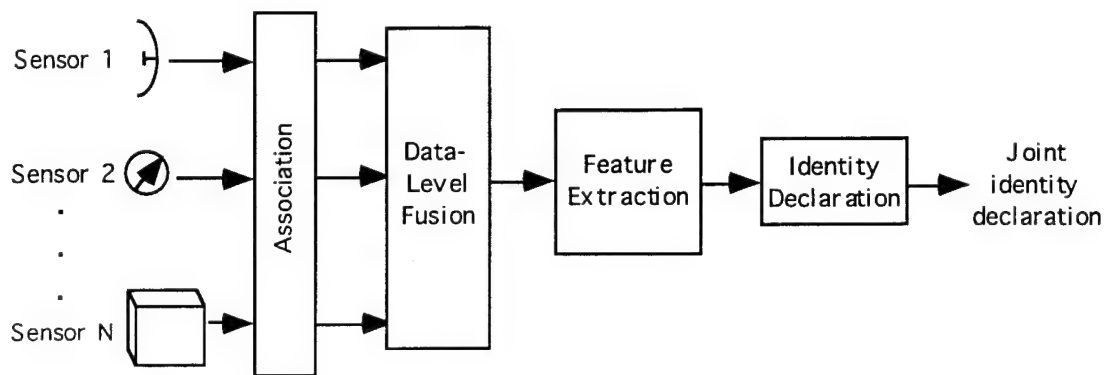 Sensor 1
Sensor 2
.
.
.
Sensor N
Association
Data-
Level
Fusion
Feature
Extraction
Identity
Declaration
Joint
identity
declaration